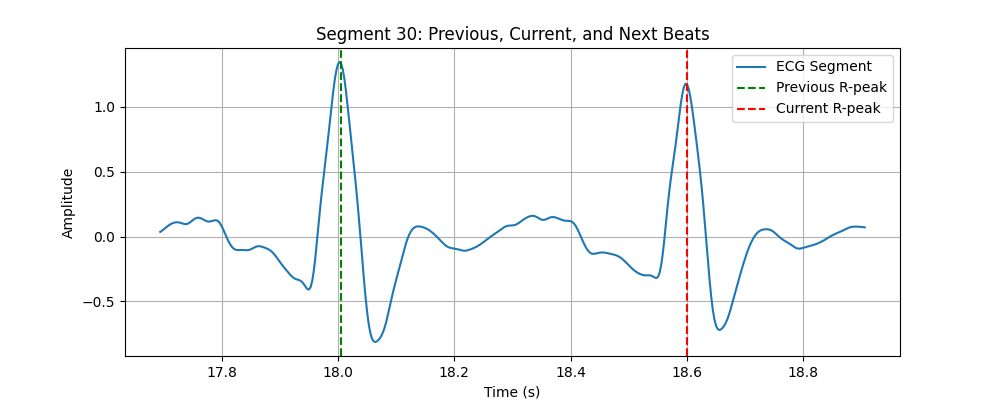 Segment 30: Previous, Current, and Next Beats
ECG Segment
Previous R-peak
Current R-peak
Amplitude
1.0
0.5
0.0
−0.5
17.8
18.0
18.2
18.4
18.6
18.8
Time (s)